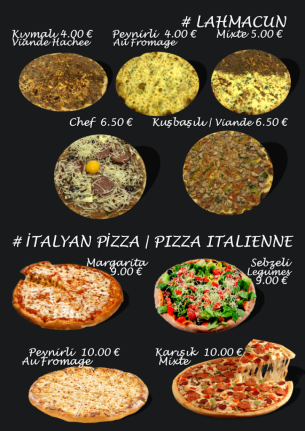 # LAHMACUN
Kıymalı 4.00 € Peynirli 4.00 € Mixte 5.00 €
Viande Hachee Au Fromage
Chef 6.50 € Kuşbaşılı / Viande 6.50 €
# İTALYAN PİZZA / PIZZA ITALIENNE
Margarita
9.00 €
Sebzeli
Legumes
9.00 €
Peynirli 10.00 €
Au Fromage
Karışık 10.00 €
Mixte